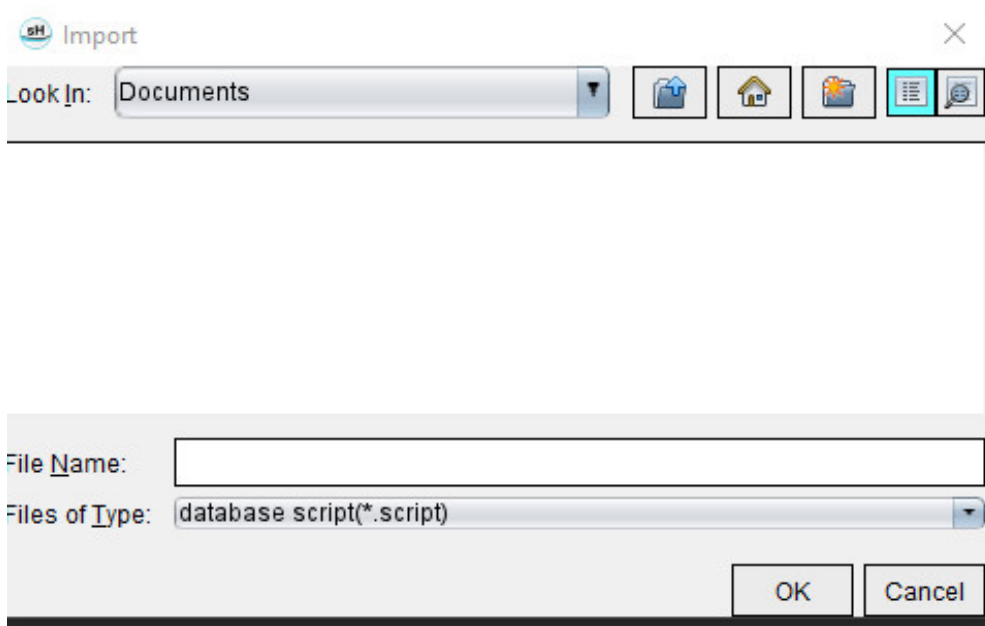 sH Import
Look In: Documents
File Name:
Files of Type: database script(*.script)
OK Cancel